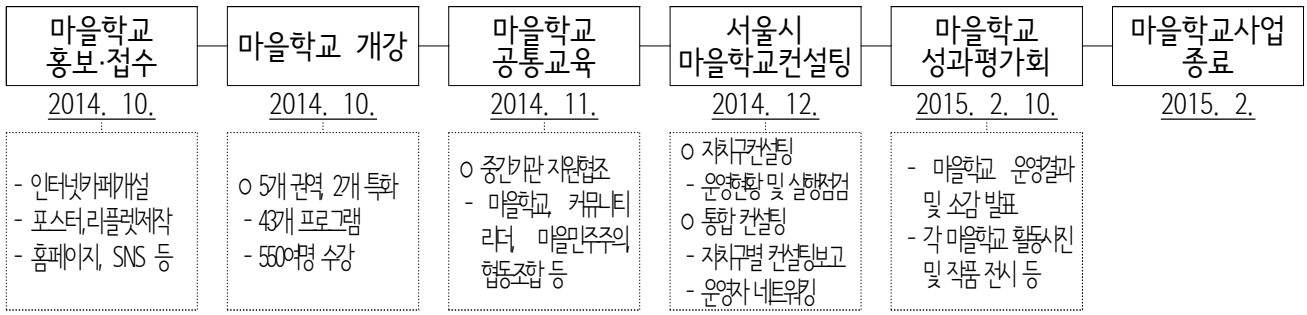 마을학교
홍보·접수
2014. 10.
- 인터넷카페개설
- 포스터,리플렛제작
- 홈페이지, SNS 등
마을학교 개강
2014. 10.
○ 5개 권역, 2개 특화
- 43개 프로그램
- 550여명 수강
마을학교
공통교육
2014. 11.
○ 중간기관 지원협조
- 마을학교, 커뮤니티
리더, 마을민주주의,
협동조합 등
서울시
마을학교컨설팅
2014. 12.
○ 자치구컨설팅
- 운영현황 및 실행점검
○ 통합 컨설팅
- 자치구별 컨설팅보고
- 운영자 네트워킹
마을학교
성과평가회
2015. 2. 10.
- 마을학교 운영결과
및 소감 발표
- 각 마을학교 활동사진
및 작품 전시 등
마을학교사업
종료
2015. 2.